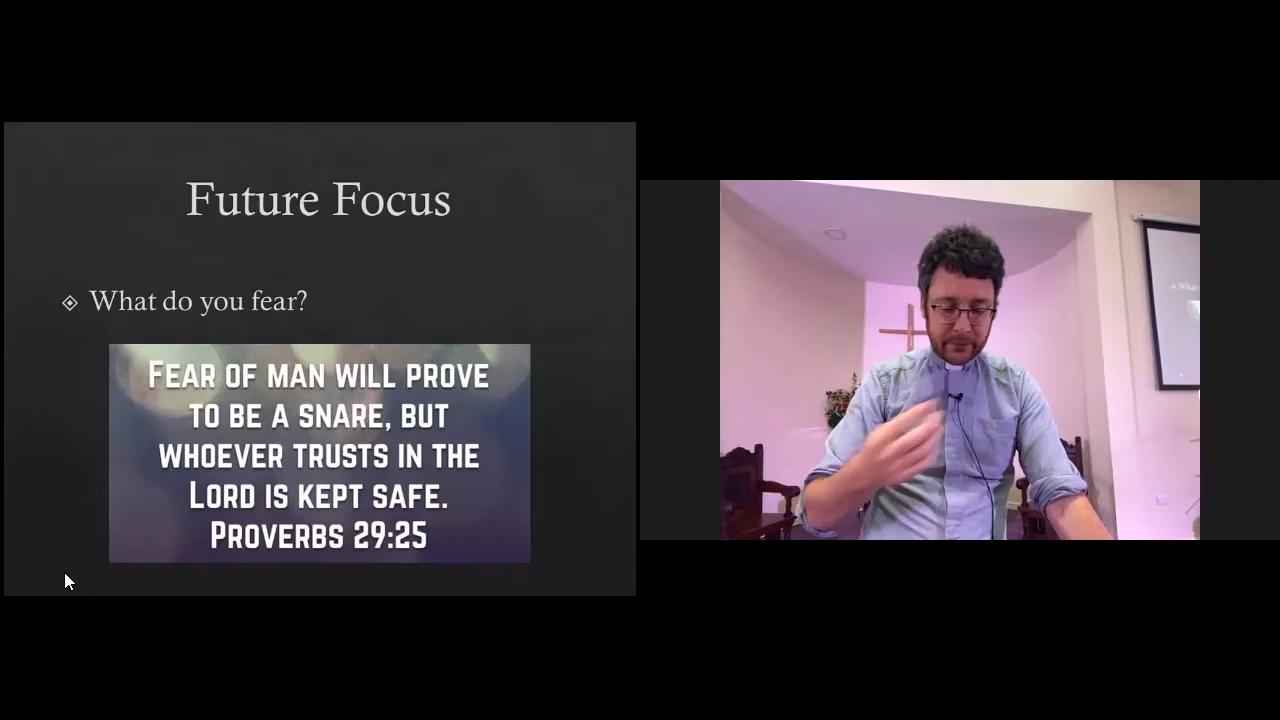 Future Focus
What do you fear?
FEAR OF MAN WILL PROVE
TO BE A SNARE, BUT
WHOEVER TRUSTS IN THE
LORD IS KEPT SAFE.
PROVERBS 29:25